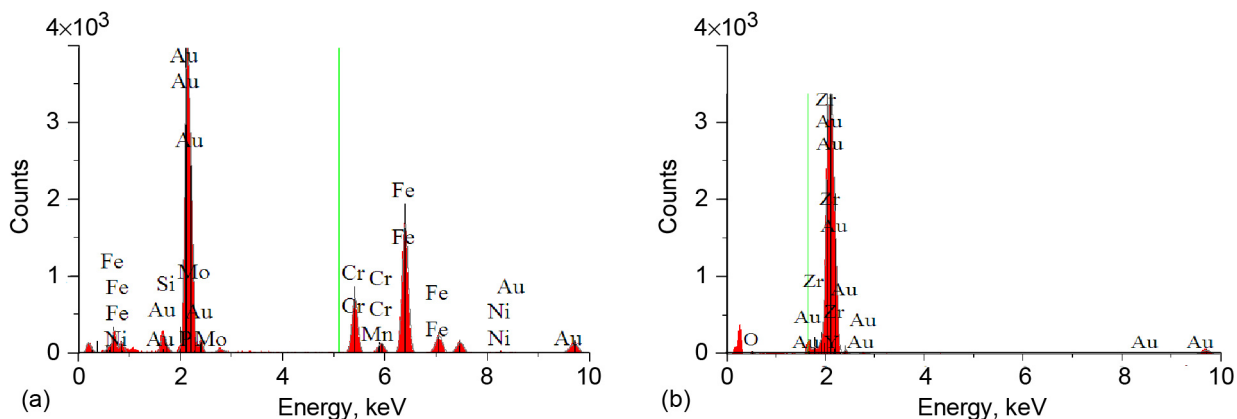 4×10³
4
3
2
1
0
0 2 4 6 8 10
Counts
Energy, keV
(a)
Au
Au
Au
Mo
Si
Au
Au
Au
P
Mo
Fe
Fe
Fe
Ni
Cr
Cr
Cr
Cr
Mn
Fe
Fe
Fe
Fe
Au
Ni
Ni
Au
4×10³
3
2
1
0
0 2 4 6 8 10
Counts
Energy, keV
(b)
Zr
Au
Au
Zr
Au
Zr
Au
Au
Zr
Au
Au
O
Au
Au